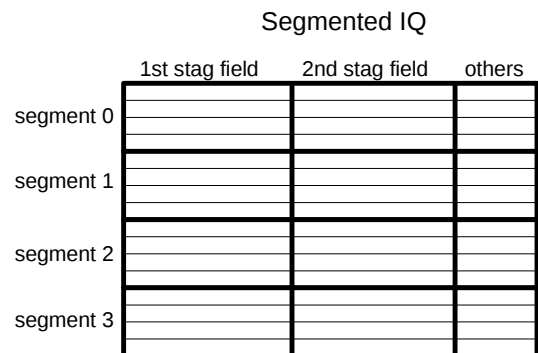 Segmented IQ
1st stag field 2nd stag field others
segment 0
segment 1
segment 2
segment 3